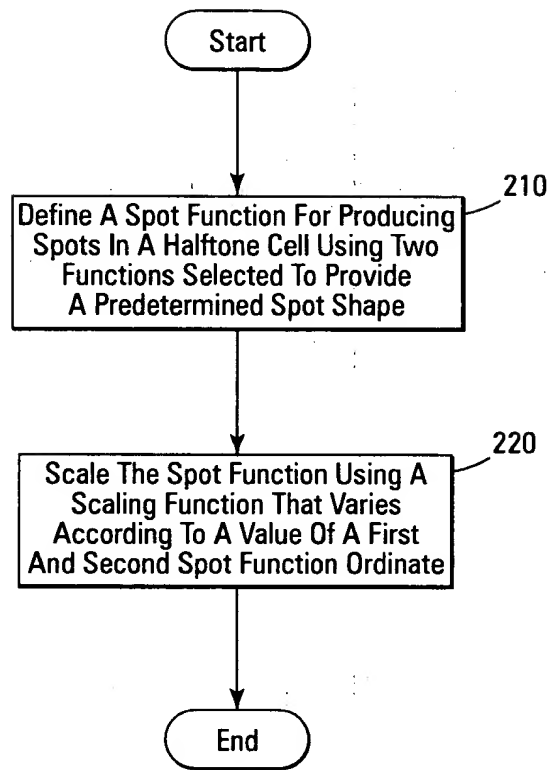 Start
210
Define A Spot Function For Producing
Spots In A Halftone Cell Using Two
Functions Selected To Provide
A Predetermined Spot Shape
220
Scale The Spot Function Using A
Scaling Function That Varies
According To A Value Of A First
And Second Spot Function Ordinate
End